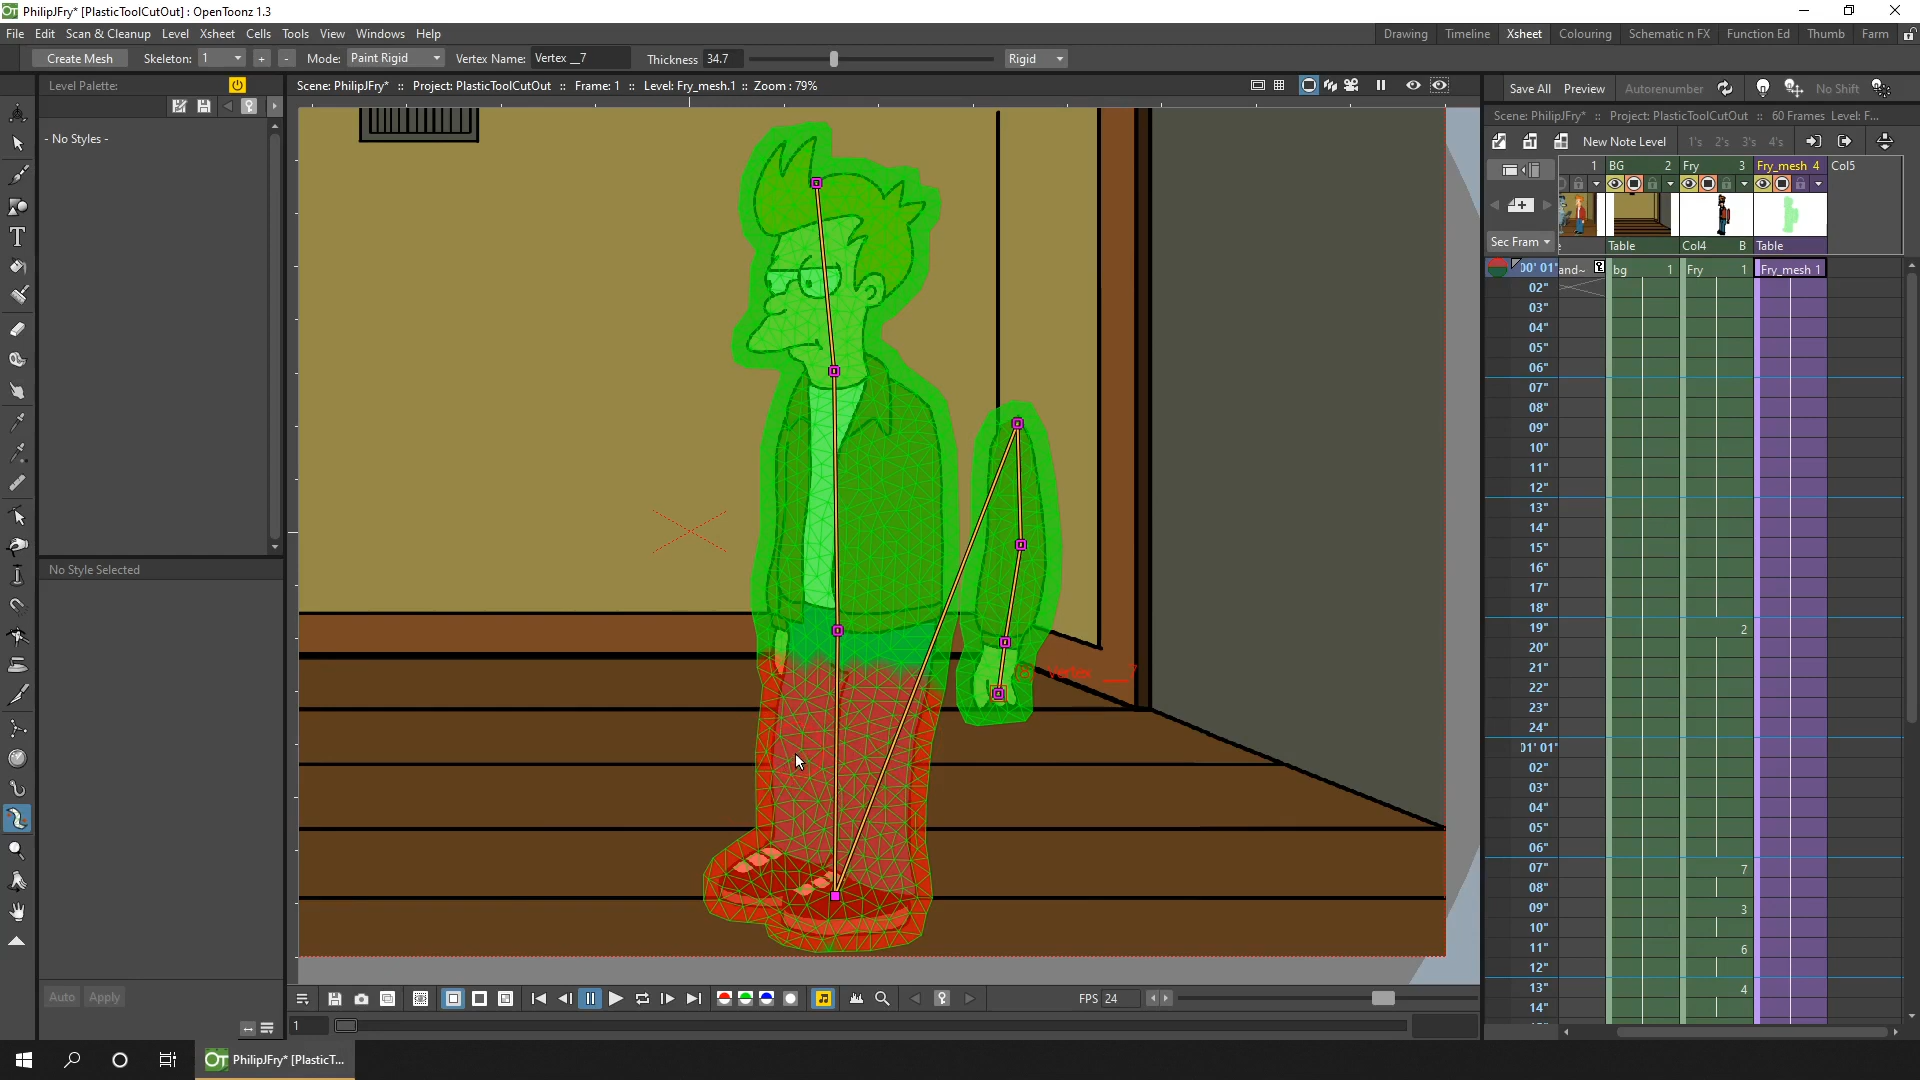 PhilipJFry* [PlasticToolCutOut] : OpenToonz 1.3
File Edit Scan & Cleanup Level Xsheet Cells Tools View Windows Help
Drawing Timeline Xsheet Colouring Schematic n FX Function Ed Thumb Farm
Create Mesh Skeleton: 1 + - Mode: Paint Rigid Vertex Name: Vertex __7 Thickness 34.7 Rigid
Level Palette:
Scene: PhilipJFry* :: Project: PlasticToolCutOut :: Frame: 1 :: Level: Fry_mesh.1 :: Zoom : 79%
Save All Preview Autorenumber No Shift
Scene: PhilipJFry* :: Project: PlasticToolCutOut :: 60 Frames Level: F...
- No Styles -
New Note Level 1's 2's 3's 4's
1 BG 2 Fry 3 Fry_mesh 4 Col5
Sec Fram Table Col4 B Table
00' 01" and~ bg 1 Fry 1 Fry_mesh 1
02"
03"
04"
05"
06"
07"
08"
09"
10"
11"
12"
13"
14"
15"
16"
17"
18"
19" 2
20"
21"
22"
23"
24"
01' 01"
02"
03"
04"
05"
06"
07" 7
08"
09" 3
10"
11" 6
12"
13" 4
14"
Vertex __7
No Style Selected
Auto Apply
FPS 24
1
PhilipJFry* [PlasticT...